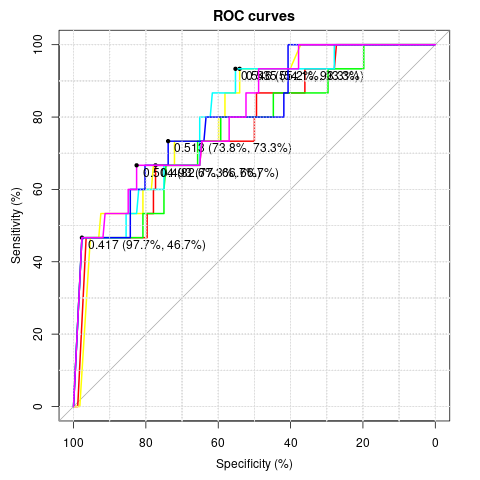 ROC curves
Sensitivity (%)
100
80
60
40
20
0
0.513 (73.8%, 73.3%)
0.417 (97.7%, 46.7%)
100
80
60
40
20
0
Specificity (%)